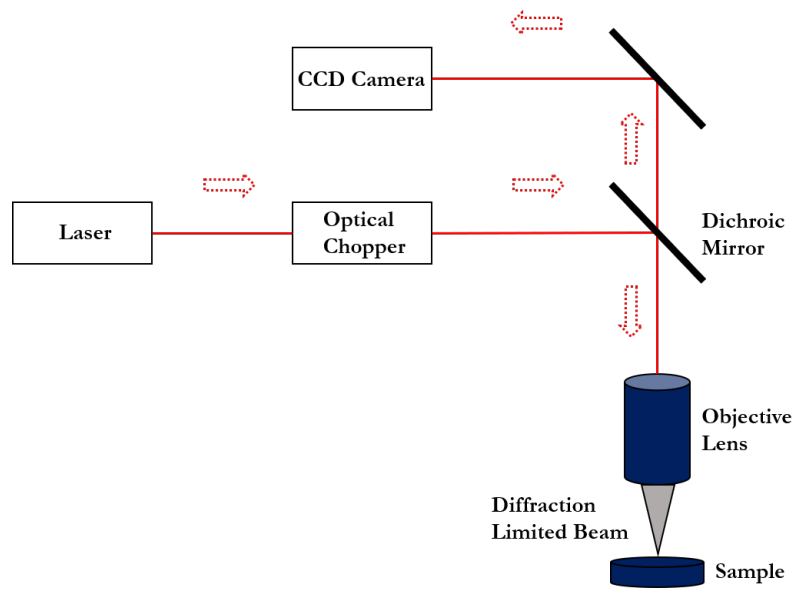 CCD Camera
Laser
Optical
Chopper
Dichroic
Mirror
Objective
Lens
Diffraction
Limited Beam
Sample